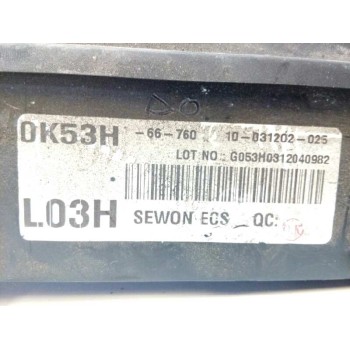 0K53H -66-760 10-031202-025
LOT NO.: G053H0312040982
L03H SEWON ECS QC: